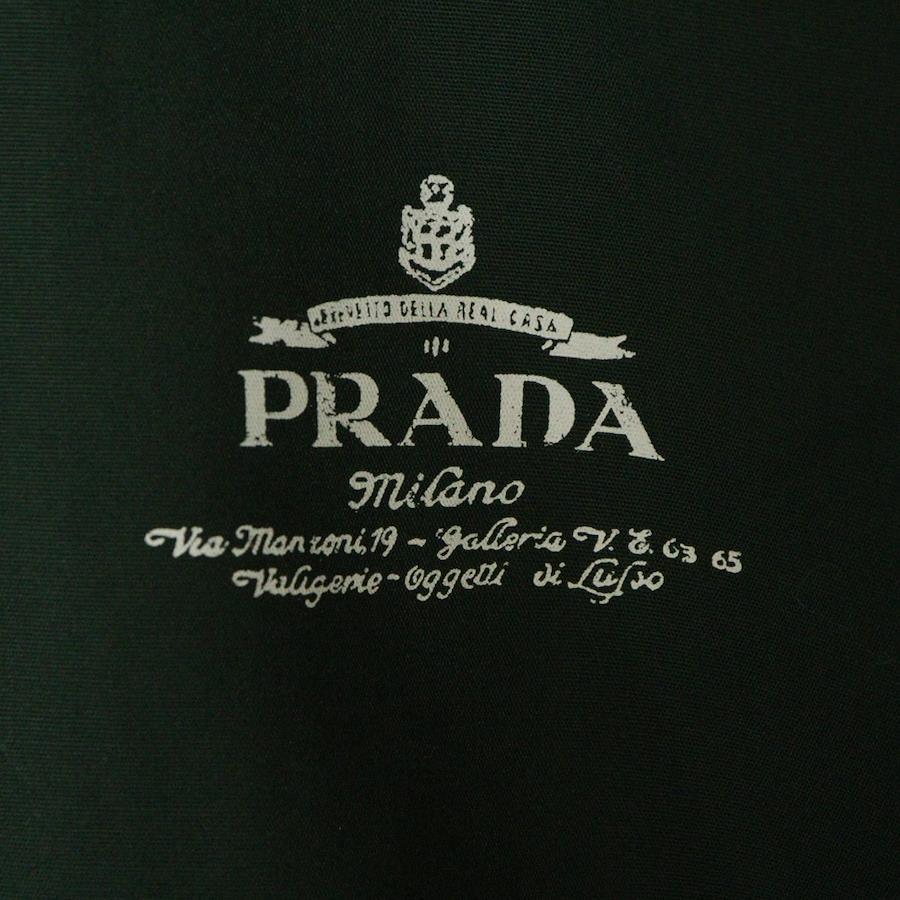 BREVETTO DELLA REAL CASA
PRADA
Milano
Via Manzoni, 19 - Galleria V. E. 63 65
Valigerie - Oggetti di Lusso